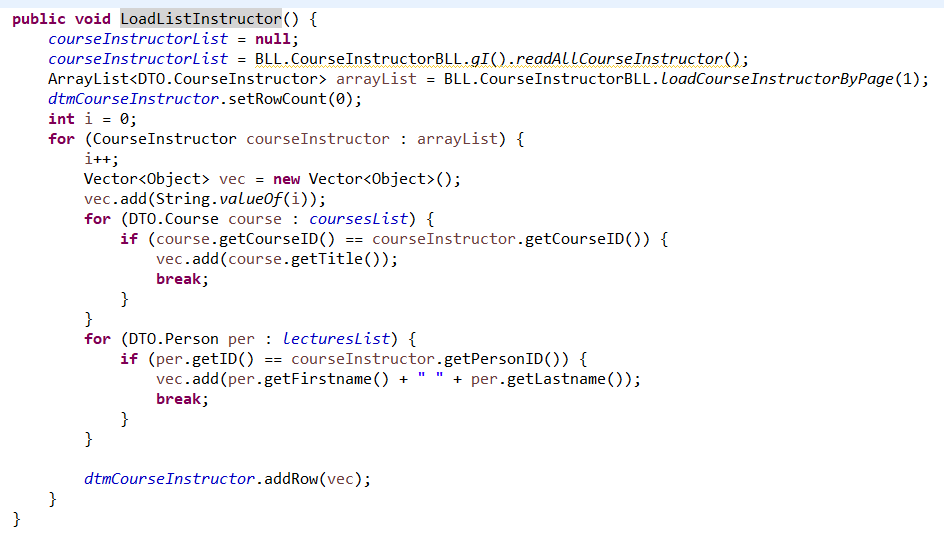 public void LoadListInstructor() {
    courseInstructorList = null;
    courseInstructorList = BLL.CourseInstructorBLL.gI().readAllCourseInstructor();
    ArrayList<DTO.CourseInstructor> arrayList = BLL.CourseInstructorBLL.loadCourseInstructorByPage(1);
    dtmCourseInstructor.setRowCount(0);
    int i = 0;
    for (CourseInstructor courseInstructor : arrayList) {
        i++;
        Vector<Object> vec = new Vector<Object>();
        vec.add(String.valueOf(i));
        for (DTO.Course course : coursesList) {
            if (course.getCourseID() == courseInstructor.getCourseID()) {
                vec.add(course.getTitle());
                break;
            }
        }
        for (DTO.Person per : lecturesList) {
            if (per.getID() == courseInstructor.getPersonID()) {
                vec.add(per.getFirstname() + " " + per.getLastname());
                break;
            }
        }

        dtmCourseInstructor.addRow(vec);
    }
}